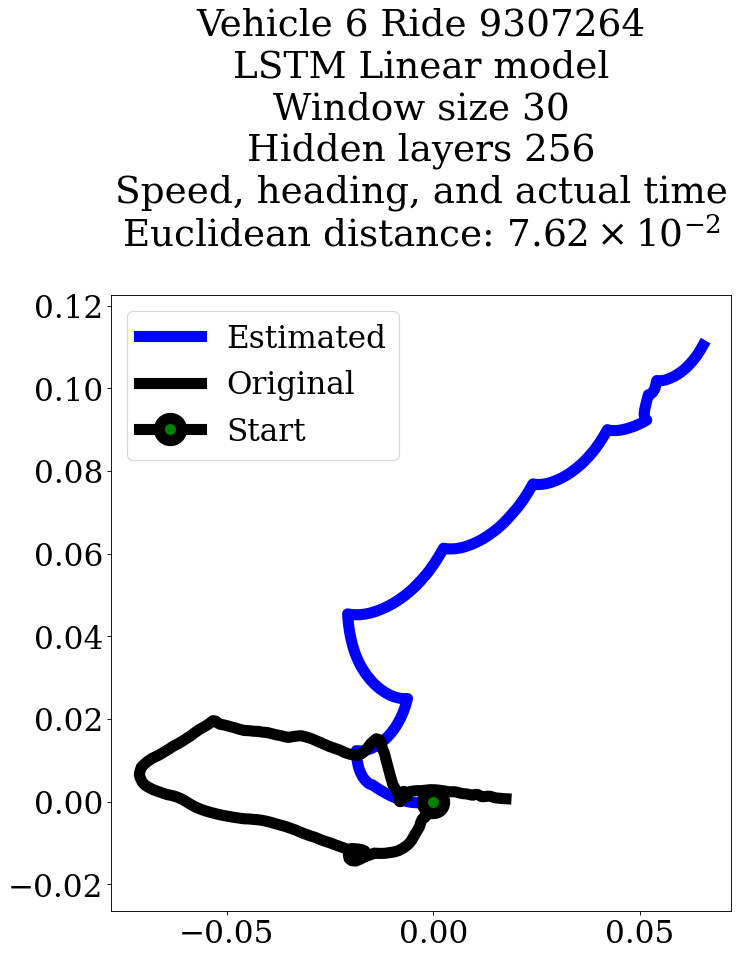 Vehicle 6 Ride 9307264
LSTM Linear model
Window size 30
Hidden layers 256
Speed, heading, and actual time
Euclidean distance: 7.62 × 10⁻²
0.12
0.10
0.08
0.06
0.04
0.02
0.00
−0.02
Estimated
Original
Start
−0.05
0.00
0.05